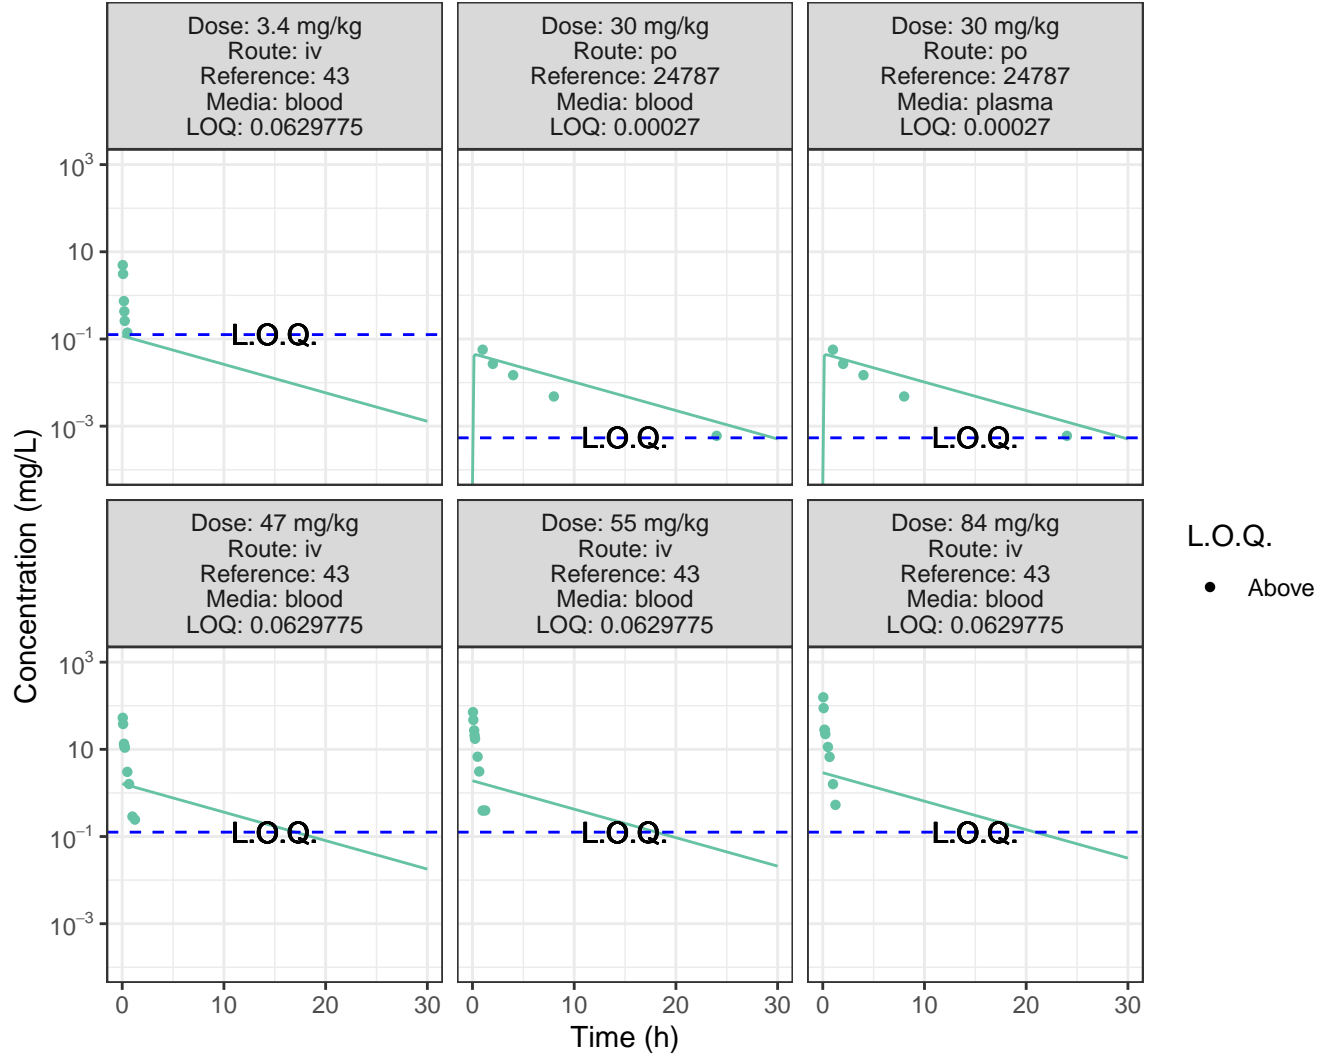 Dose: 3.4 mg/kg
Route: iv
Reference: 43
Media: blood
LOQ: 0.0629775
Dose: 30 mg/kg
Route: po
Reference: 24787
Media: blood
LOQ: 0.00027
Dose: 30 mg/kg
Route: po
Reference: 24787
Media: plasma
LOQ: 0.00027
10³
10
10⁻¹
10⁻³
L.O.Q.
L.O.Q.
L.O.Q.
Dose: 47 mg/kg
Route: iv
Reference: 43
Media: blood
LOQ: 0.0629775
Dose: 55 mg/kg
Route: iv
Reference: 43
Media: blood
LOQ: 0.0629775
Dose: 84 mg/kg
Route: iv
Reference: 43
Media: blood
LOQ: 0.0629775
10³
10
10⁻¹
10⁻³
L.O.Q.
L.O.Q.
L.O.Q.
0 10 20 30
0 10 20 30
0 10 20 30
Time (h)
Concentration (mg/L)
L.O.Q.
Above